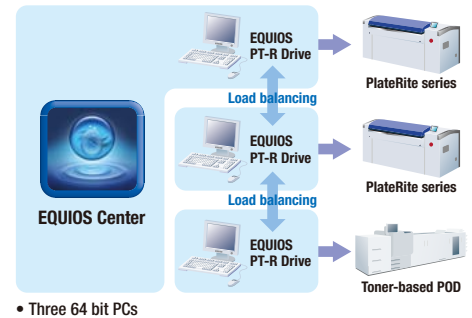 EQUIOS
PT-R Drive
PlateRite series
Load balancing
EQUIOS
PT-R Drive
PlateRite series
EQUIOS Center
Load balancing
EQUIOS
PT-R Drive
Toner-based POD
• Three 64 bit PCs